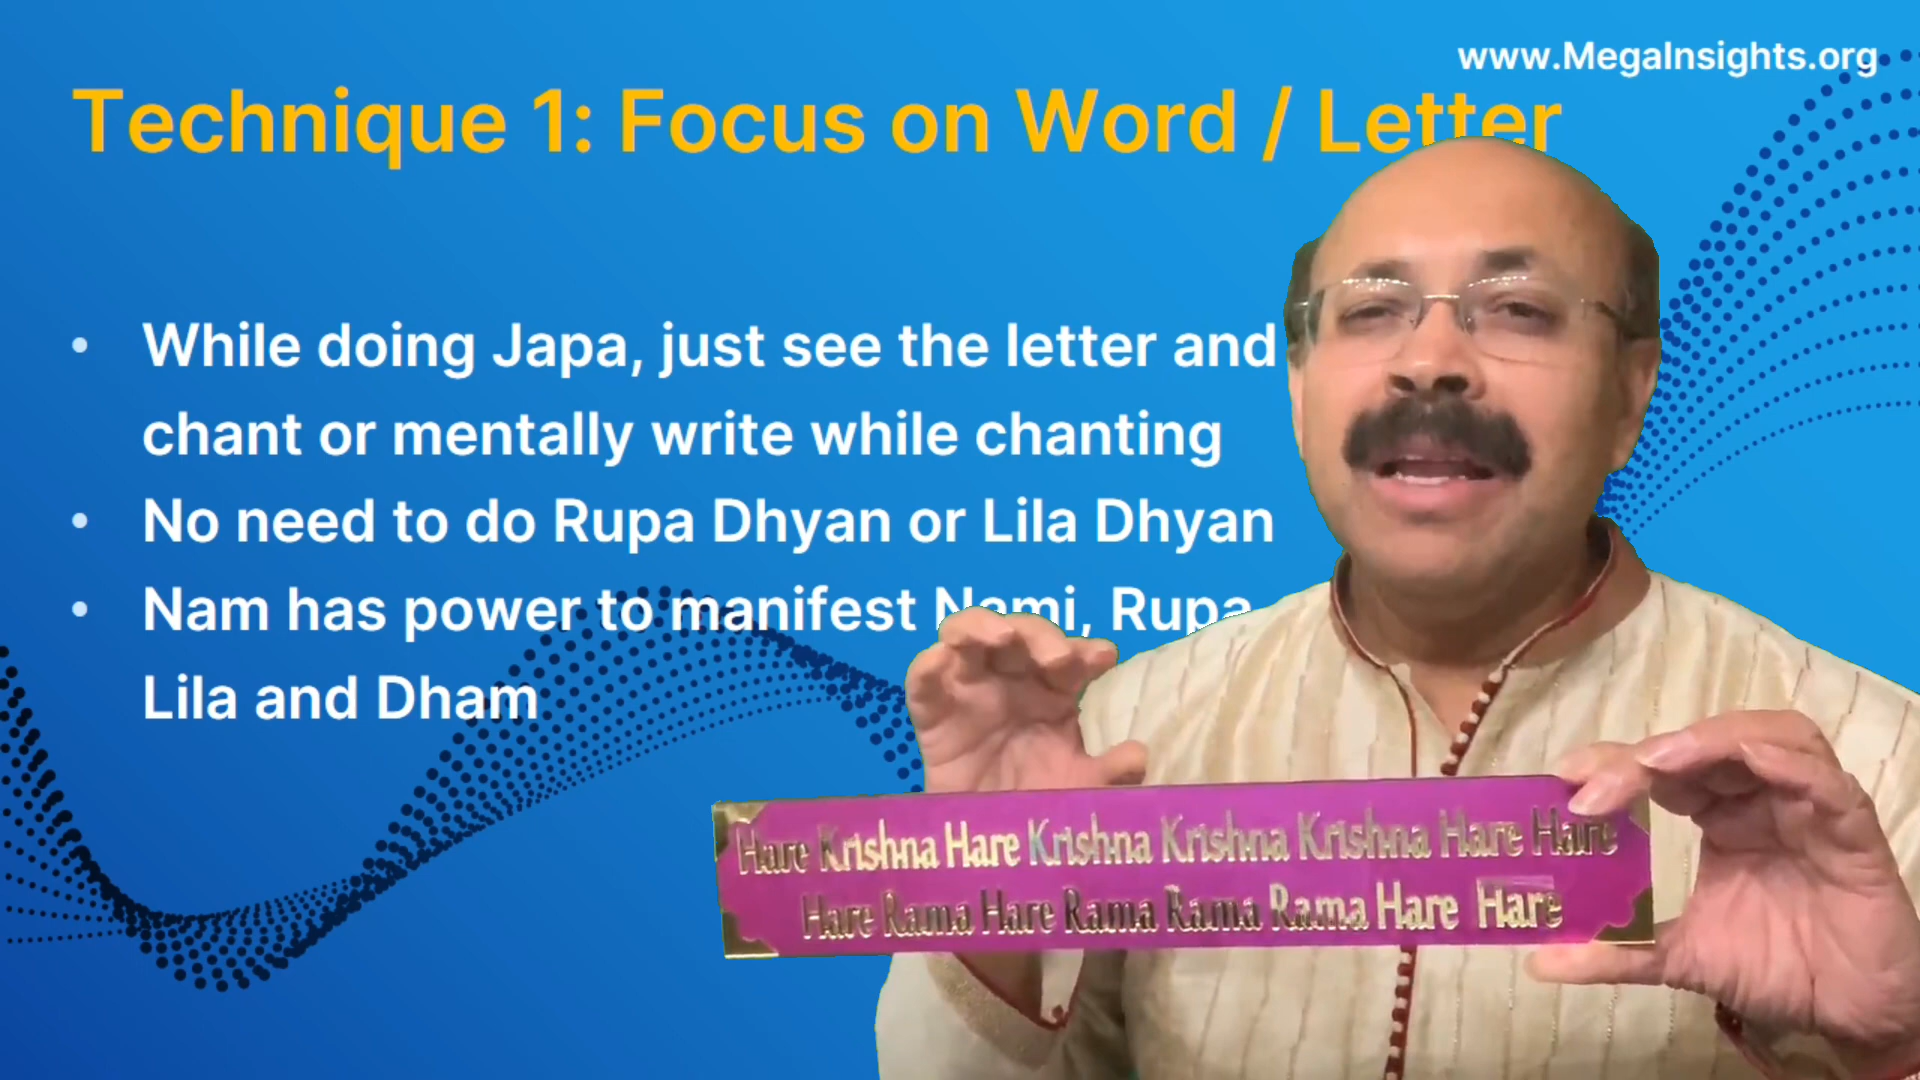 www.MegaInsights.org
Technique 1: Focus on Word / Letter
• While doing Japa, just see the letter and
chant or mentally write while chanting
• No need to do Rupa Dhyan or Lila Dhyan
• Nam has power to manifest Nami, Rupa
Lila and Dham
Hare Krishna Hare Krishna Krishna Krishna Hare Hare
Hare Rama Hare Rama Rama Rama Hare Hare